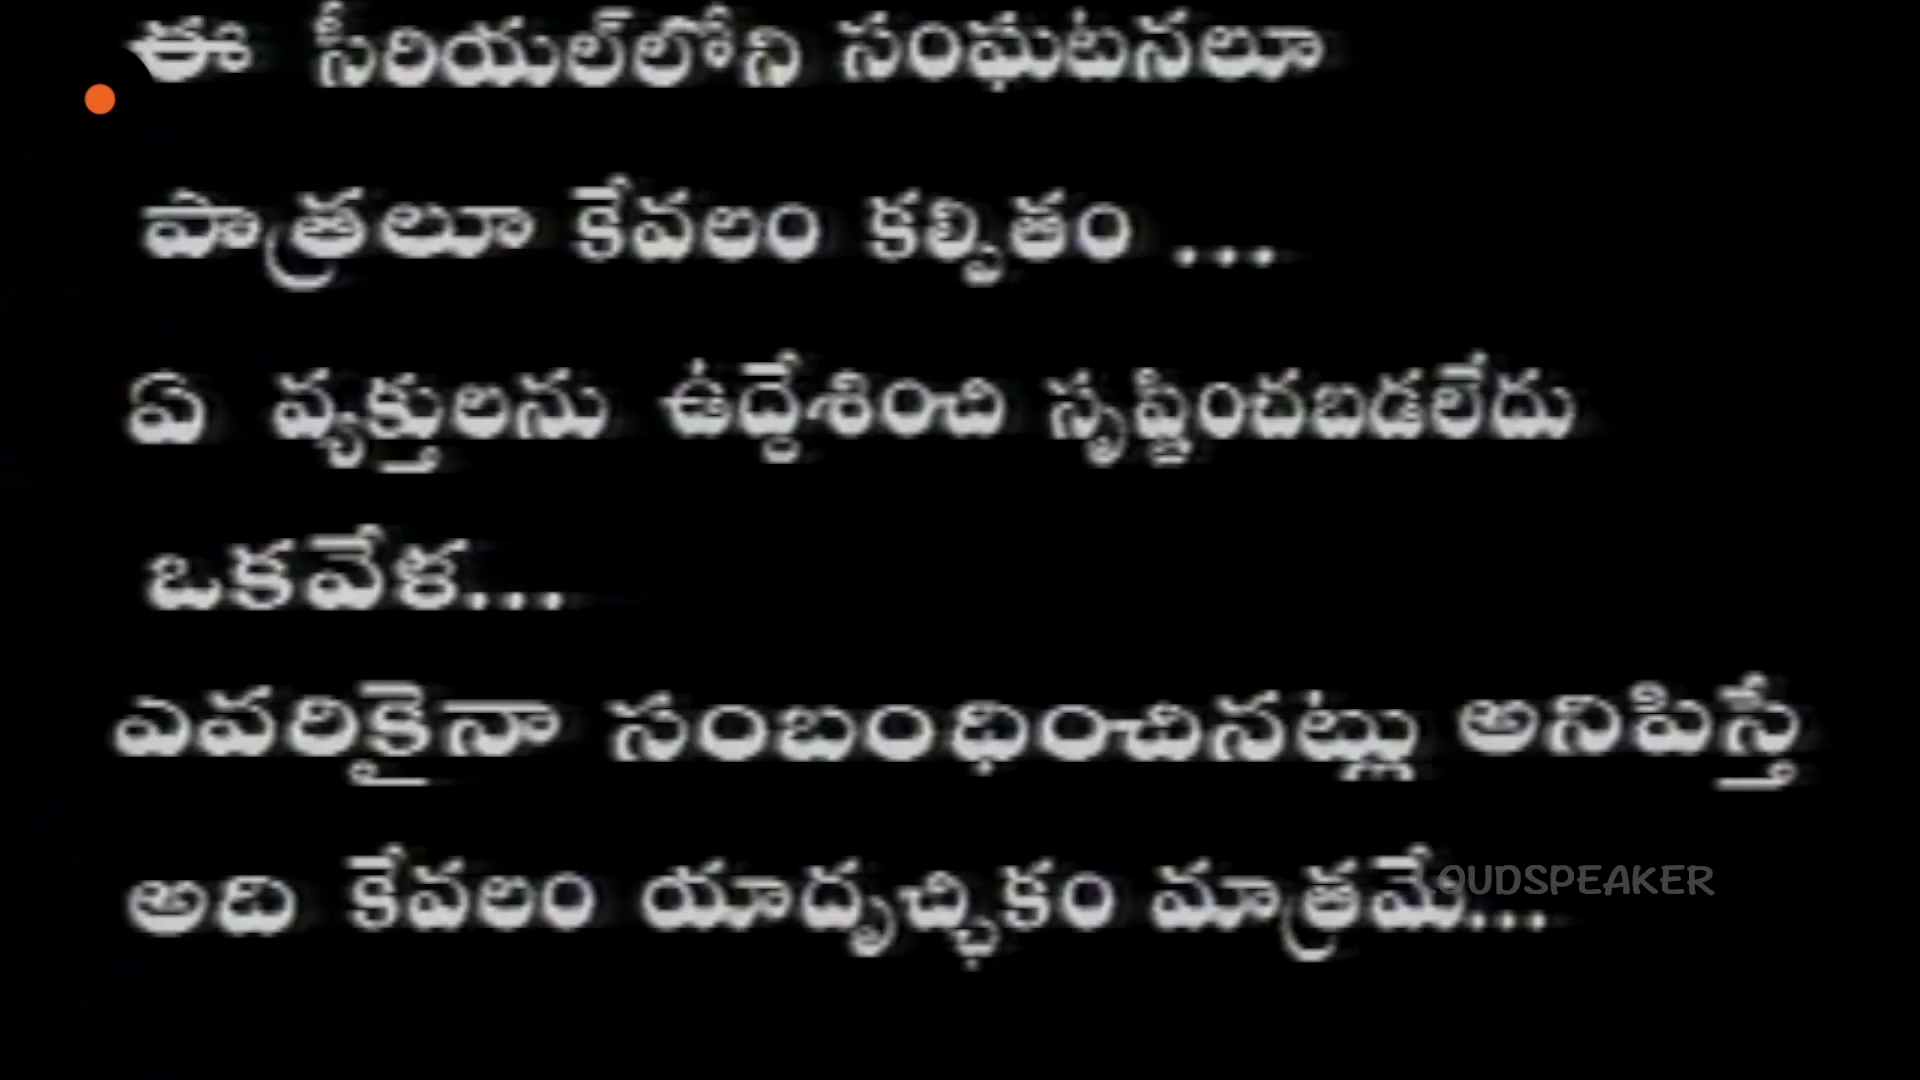 ఈ సీరియల్‌లోని సంఘటనలూ
పాత్రలూ కేవలం కల్పితం ...
ఏ వ్యక్తులను ఉద్దేశించి సృష్టించబడలేదు
ఒకవేళ...
ఎవరికైనా సంబంధించినట్లు అనిపిస్తే
అది కేవలం యాదృచ్ఛికం మాత్రమే...
OUDSPEAKER